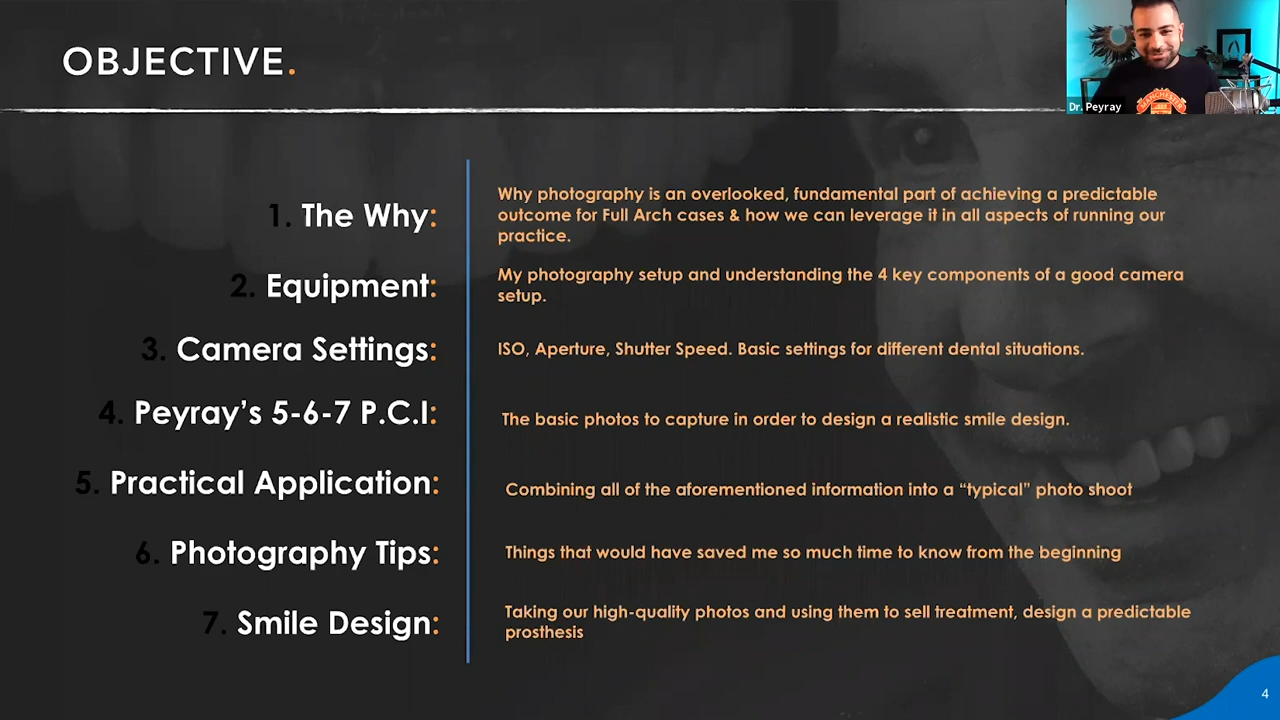 OBJECTIVE.
Dr. Peyray
MANCHESTER
1. The Why:
Why photography is an overlooked, fundamental part of achieving a predictable
outcome for Full Arch cases & how we can leverage it in all aspects of running our
practice.
2. Equipment:
My photography setup and understanding the 4 key components of a good camera
setup.
3. Camera Settings:
ISO, Aperture, Shutter Speed. Basic settings for different dental situations.
4. Peyray’s 5-6-7 P.C.I:
The basic photos to capture in order to design a realistic smile design.
5. Practical Application:
Combining all of the aforementioned information into a “typical” photo shoot
6. Photography Tips:
Things that would have saved me so much time to know from the beginning
7. Smile Design:
Taking our high-quality photos and using them to sell treatment, design a predictable
prosthesis
4